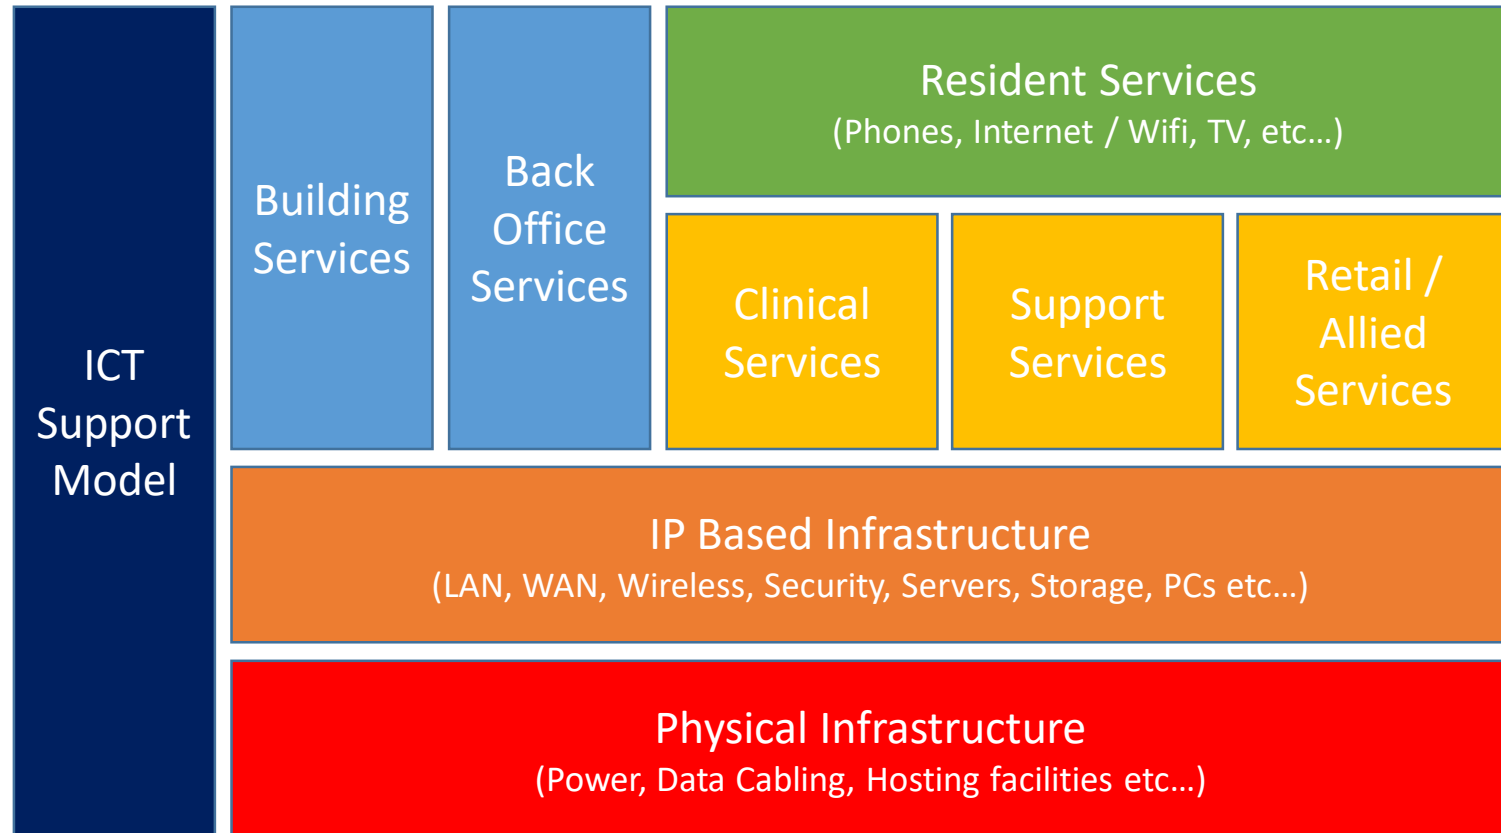 ICT
Support
Model
Building
Services
Back
Office
Services
Resident Services
(Phones, Internet / Wifi, TV, etc…)
Clinical
Services
Support
Services
Retail /
Allied
Services
IP Based Infrastructure
(LAN, WAN, Wireless, Security, Servers, Storage, PCs etc…)
Physical Infrastructure
(Power, Data Cabling, Hosting facilities etc…)